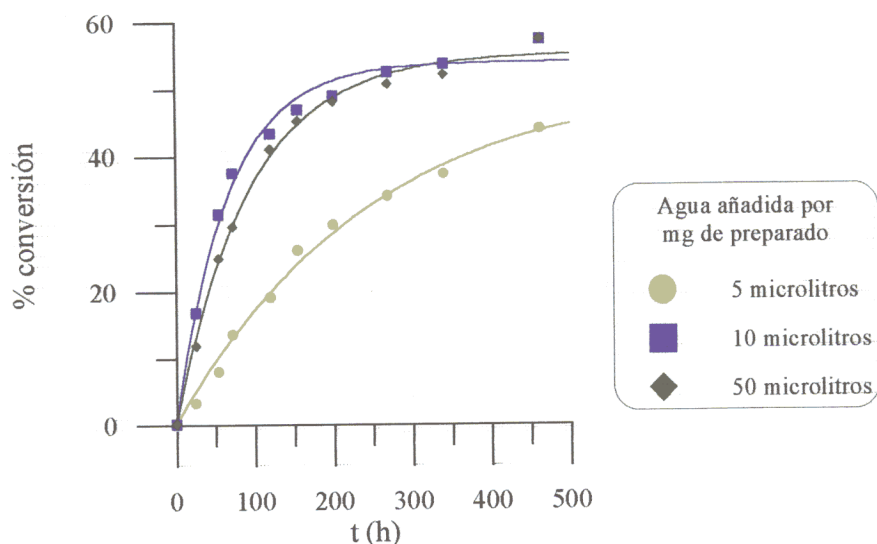 60
40
20
0
% conversión
0 100 200 300 400 500
t (h)
Agua añadida por
mg de preparado
5 microlitros
10 microlitros
50 microlitros